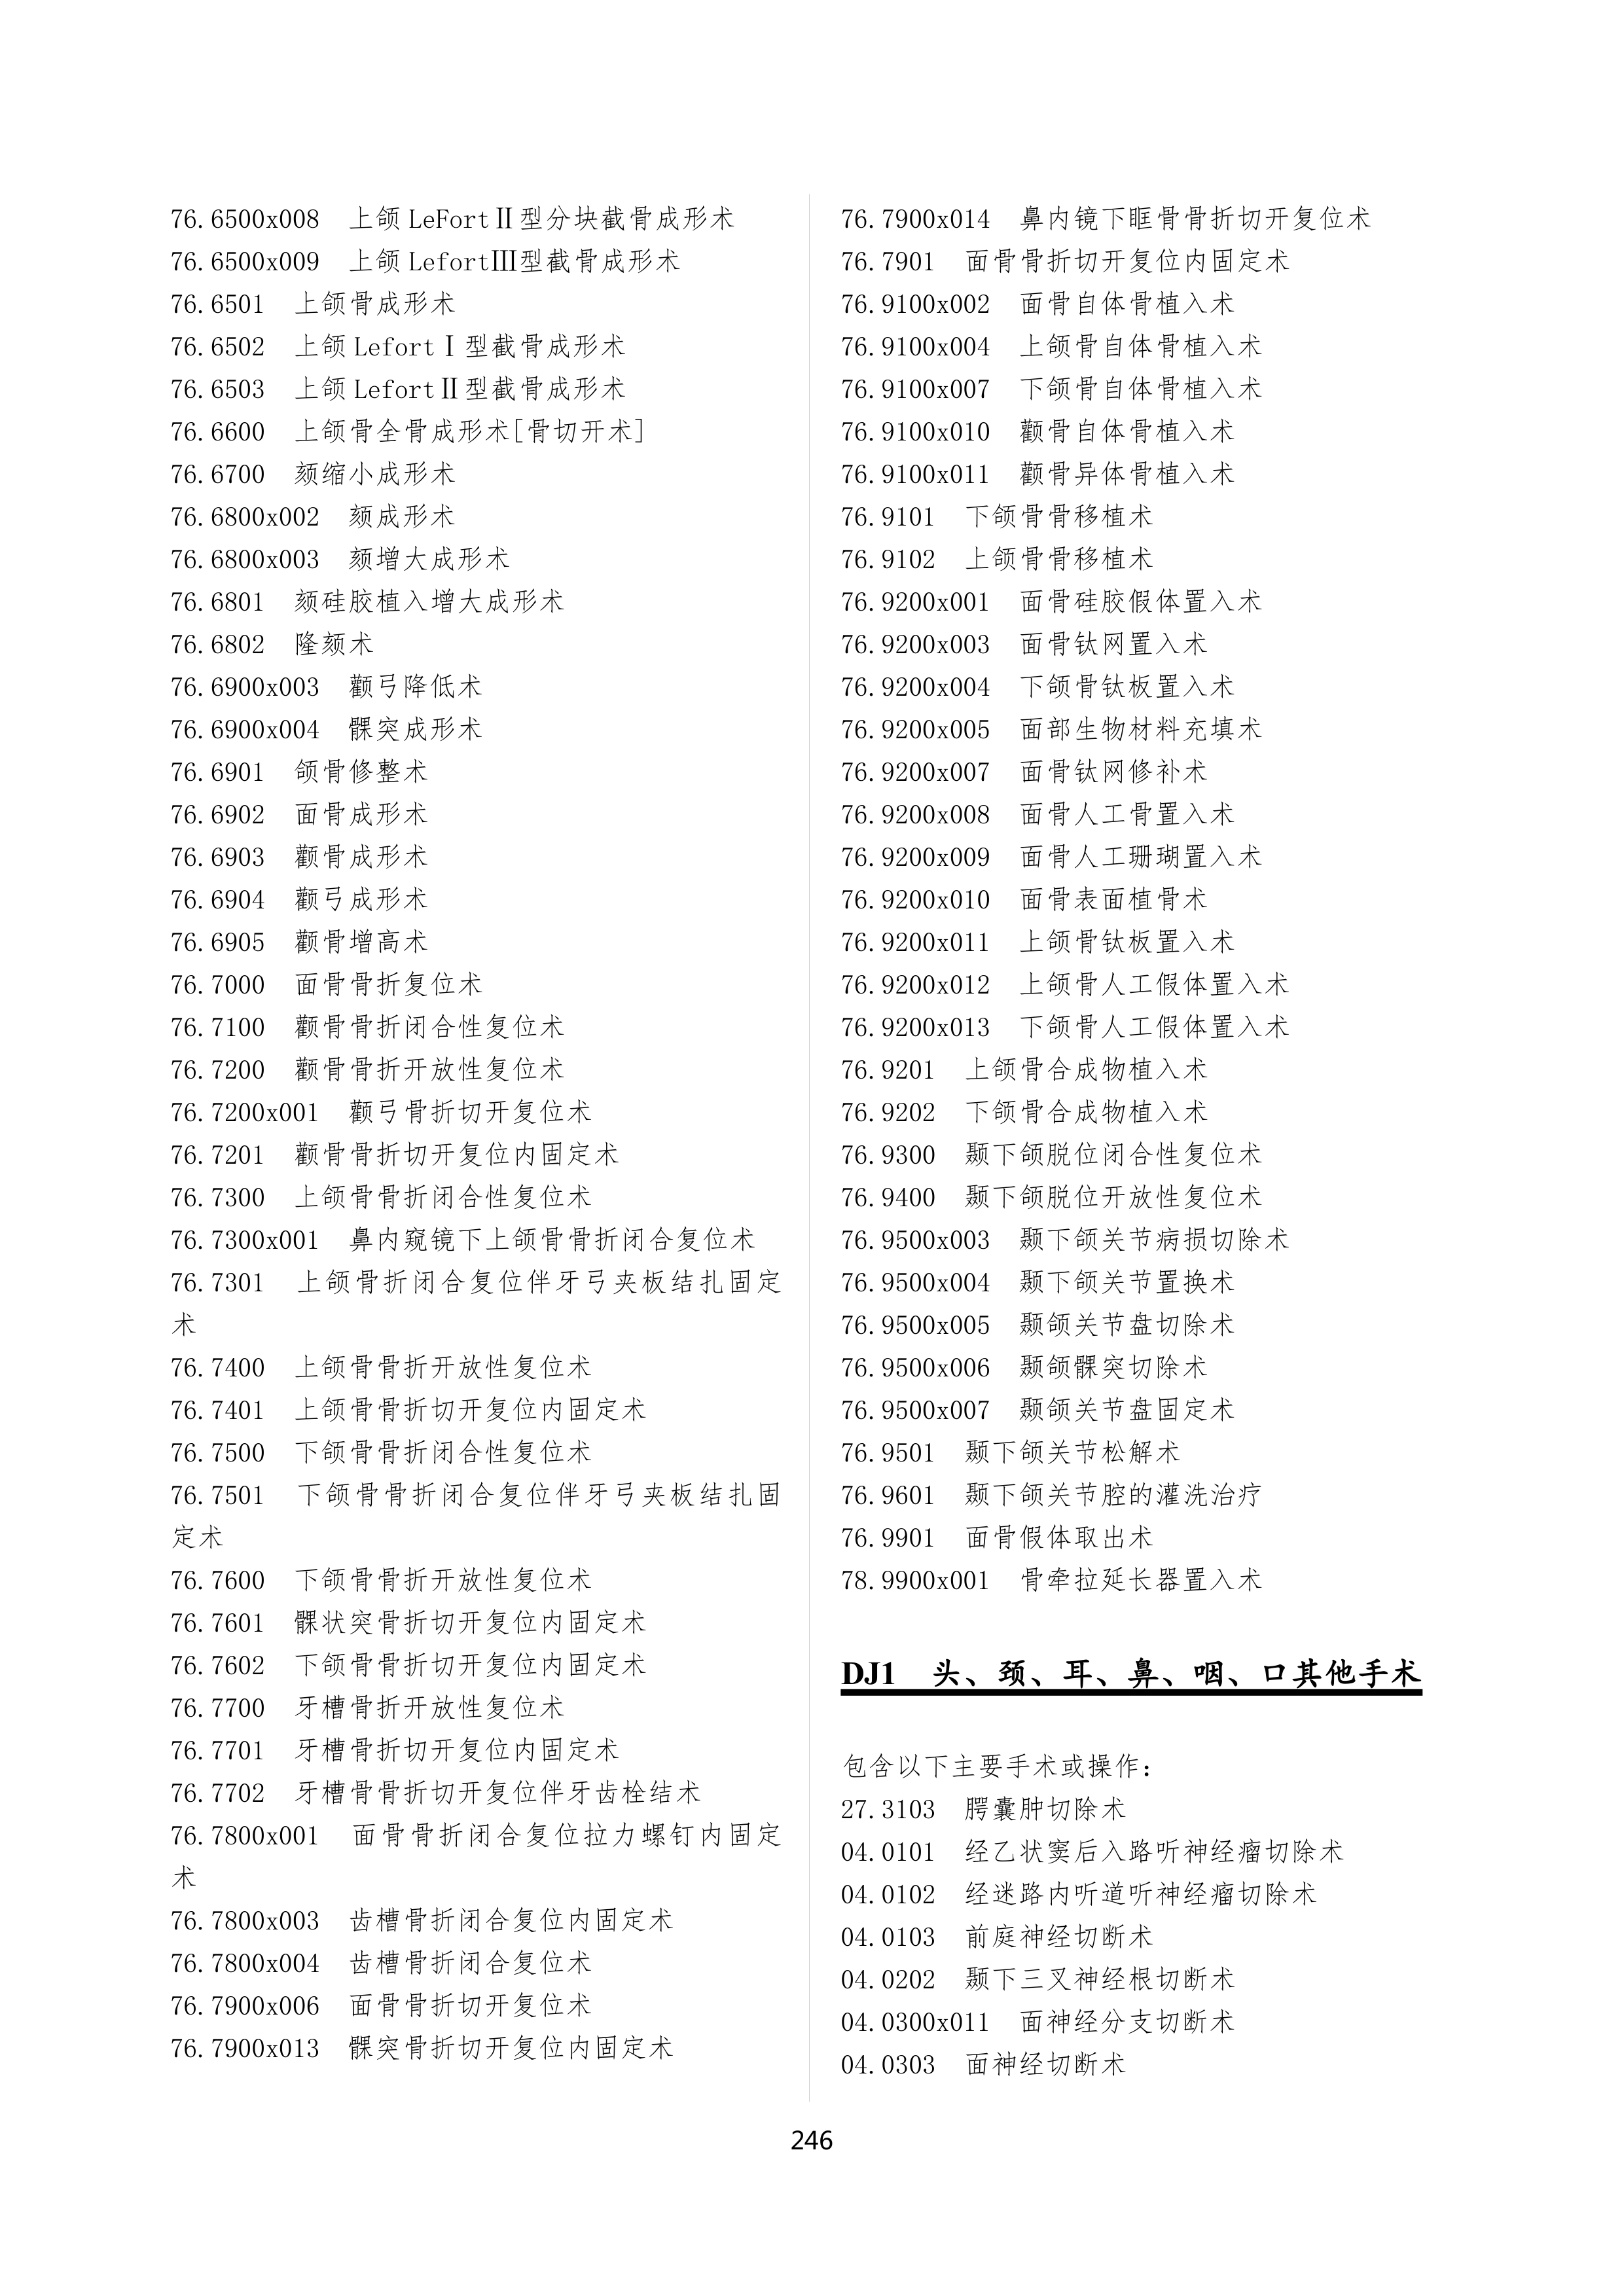 76.6500x008　上颌 LeFortⅡ型分块截骨成形术
76.6500x009　上颌 LefortⅢ型截骨成形术
76.6501　上颌骨成形术
76.6502　上颌 LefortⅠ型截骨成形术
76.6503　上颌 LefortⅡ型截骨成形术
76.6600　上颌骨全骨成形术[骨切开术]
76.6700　颏缩小成形术
76.6800x002　颏成形术
76.6800x003　颏增大成形术
76.6801　颏硅胶植入增大成形术
76.6802　隆颏术
76.6900x003　颧弓降低术
76.6900x004　髁突成形术
76.6901　颌骨修整术
76.6902　面骨成形术
76.6903　颧骨成形术
76.6904　颧弓成形术
76.6905　颧骨增高术
76.7000　面骨骨折复位术
76.7100　颧骨骨折闭合性复位术
76.7200　颧骨骨折开放性复位术
76.7200x001　颧弓骨折切开复位术
76.7201　颧骨骨折切开复位内固定术
76.7300　上颌骨骨折闭合性复位术
76.7300x001　鼻内窥镜下上颌骨骨折闭合复位术
76.7301　上颌骨折闭合复位伴牙弓夹板结扎固定
术
76.7400　上颌骨骨折开放性复位术
76.7401　上颌骨骨折切开复位内固定术
76.7500　下颌骨骨折闭合性复位术
76.7501　下颌骨骨折闭合复位伴牙弓夹板结扎固
定术
76.7600　下颌骨骨折开放性复位术
76.7601　髁状突骨折切开复位内固定术
76.7602　下颌骨骨折切开复位内固定术
76.7700　牙槽骨折开放性复位术
76.7701　牙槽骨折切开复位内固定术
76.7702　牙槽骨骨折切开复位伴牙齿栓结术
76.7800x001　面骨骨折闭合复位拉力螺钉内固定
术
76.7800x003　齿槽骨折闭合复位内固定术
76.7800x004　齿槽骨折闭合复位术
76.7900x006　面骨骨折切开复位术
76.7900x013　髁突骨折切开复位内固定术
76.7900x014　鼻内镜下眶骨骨折切开复位术
76.7901　面骨骨折切开复位内固定术
76.9100x002　面骨自体骨植入术
76.9100x004　上颌骨自体骨植入术
76.9100x007　下颌骨自体骨植入术
76.9100x010　颧骨自体骨植入术
76.9100x011　颧骨异体骨植入术
76.9101　下颌骨骨移植术
76.9102　上颌骨骨移植术
76.9200x001　面骨硅胶假体置入术
76.9200x003　面骨钛网置入术
76.9200x004　下颌骨钛板置入术
76.9200x005　面部生物材料充填术
76.9200x007　面骨钛网修补术
76.9200x008　面骨人工骨置入术
76.9200x009　面骨人工珊瑚置入术
76.9200x010　面骨表面植骨术
76.9200x011　上颌骨钛板置入术
76.9200x012　上颌骨人工假体置入术
76.9200x013　下颌骨人工假体置入术
76.9201　上颌骨合成物植入术
76.9202　下颌骨合成物植入术
76.9300　颞下颌脱位闭合性复位术
76.9400　颞下颌脱位开放性复位术
76.9500x003　颞下颌关节病损切除术
76.9500x004　颞下颌关节置换术
76.9500x005　颞颌关节盘切除术
76.9500x006　颞颌髁突切除术
76.9500x007　颞颌关节盘固定术
76.9501　颞下颌关节松解术
76.9601　颞下颌关节腔的灌洗治疗
76.9901　面骨假体取出术
78.9900x001　骨牵拉延长器置入术
DJ1　头、颈、耳、鼻、咽、口其他手术
包含以下主要手术或操作：
27.3103　腭囊肿切除术
04.0101　经乙状窦后入路听神经瘤切除术
04.0102　经迷路内听道听神经瘤切除术
04.0103　前庭神经切断术
04.0202　颞下三叉神经根切断术
04.0300x011　面神经分支切断术
04.0303　面神经切断术
246